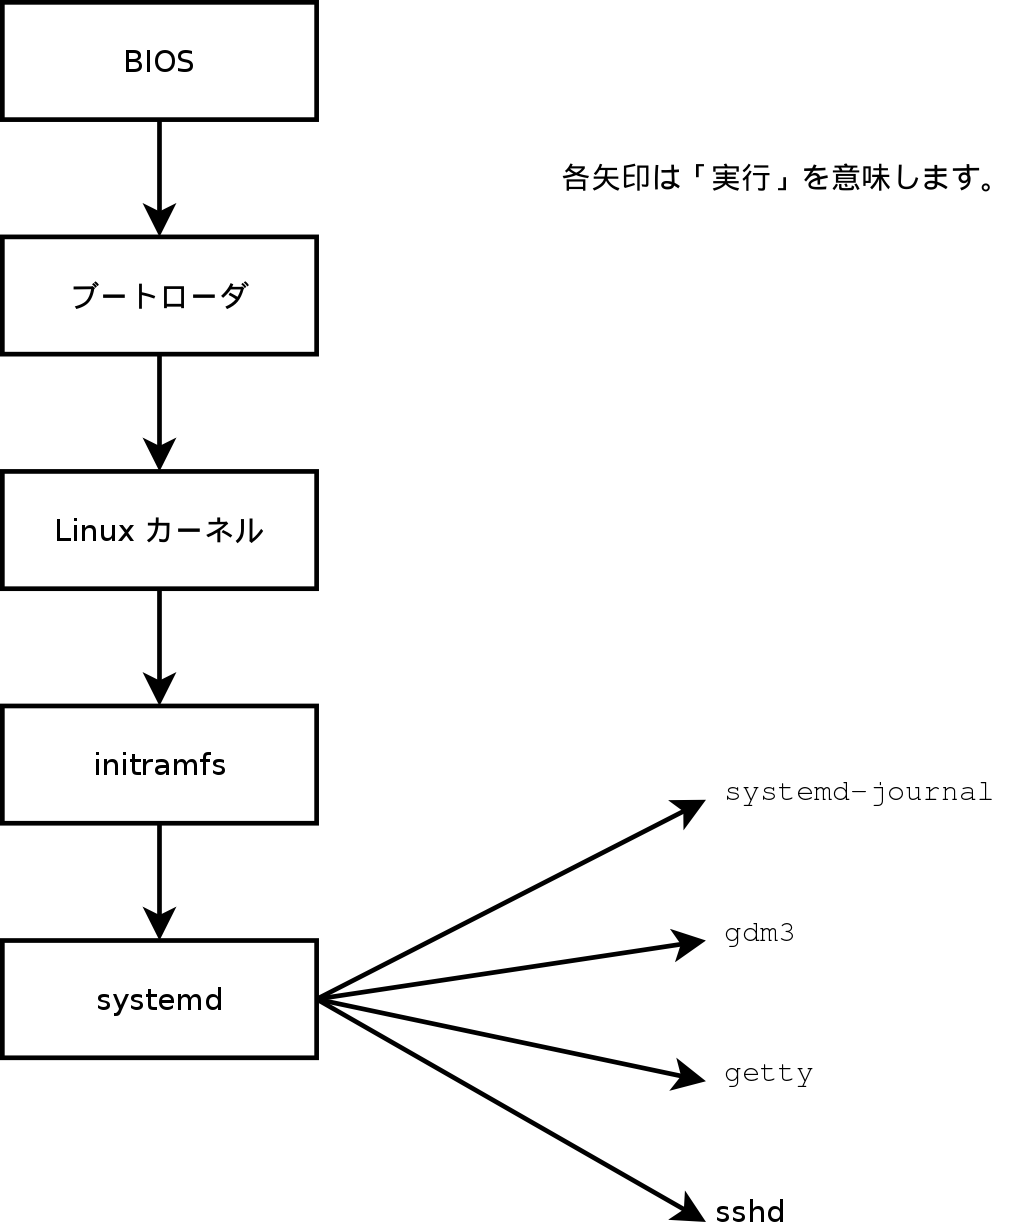 BIOS
各矢印は「実行」を意味します。
ブートローダ
Linux カーネル
initramfs
systemd-journal
gdm3
systemd
getty
sshd